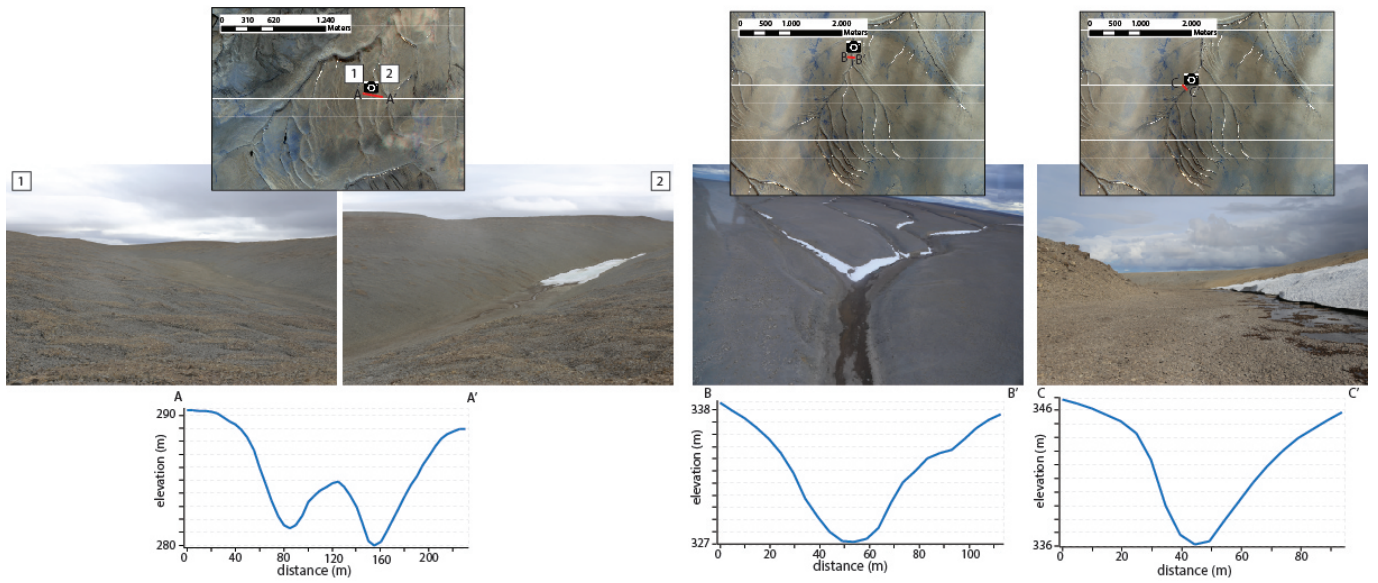 0 310 620 1.240
Meters
1 2
A A'
0 500 1.000 2.000
Meters
B B'
0 500 1.000 2.000
Meters
C
1
2
A A'
290
280
elevation (m)
0 40 80 120 160 200
distance (m)
B B'
338
327
elevation (m)
0 20 40 60 80 100
distance (m)
C C'
346
336
elevation (m)
0 20 40 60 80
distance (m)